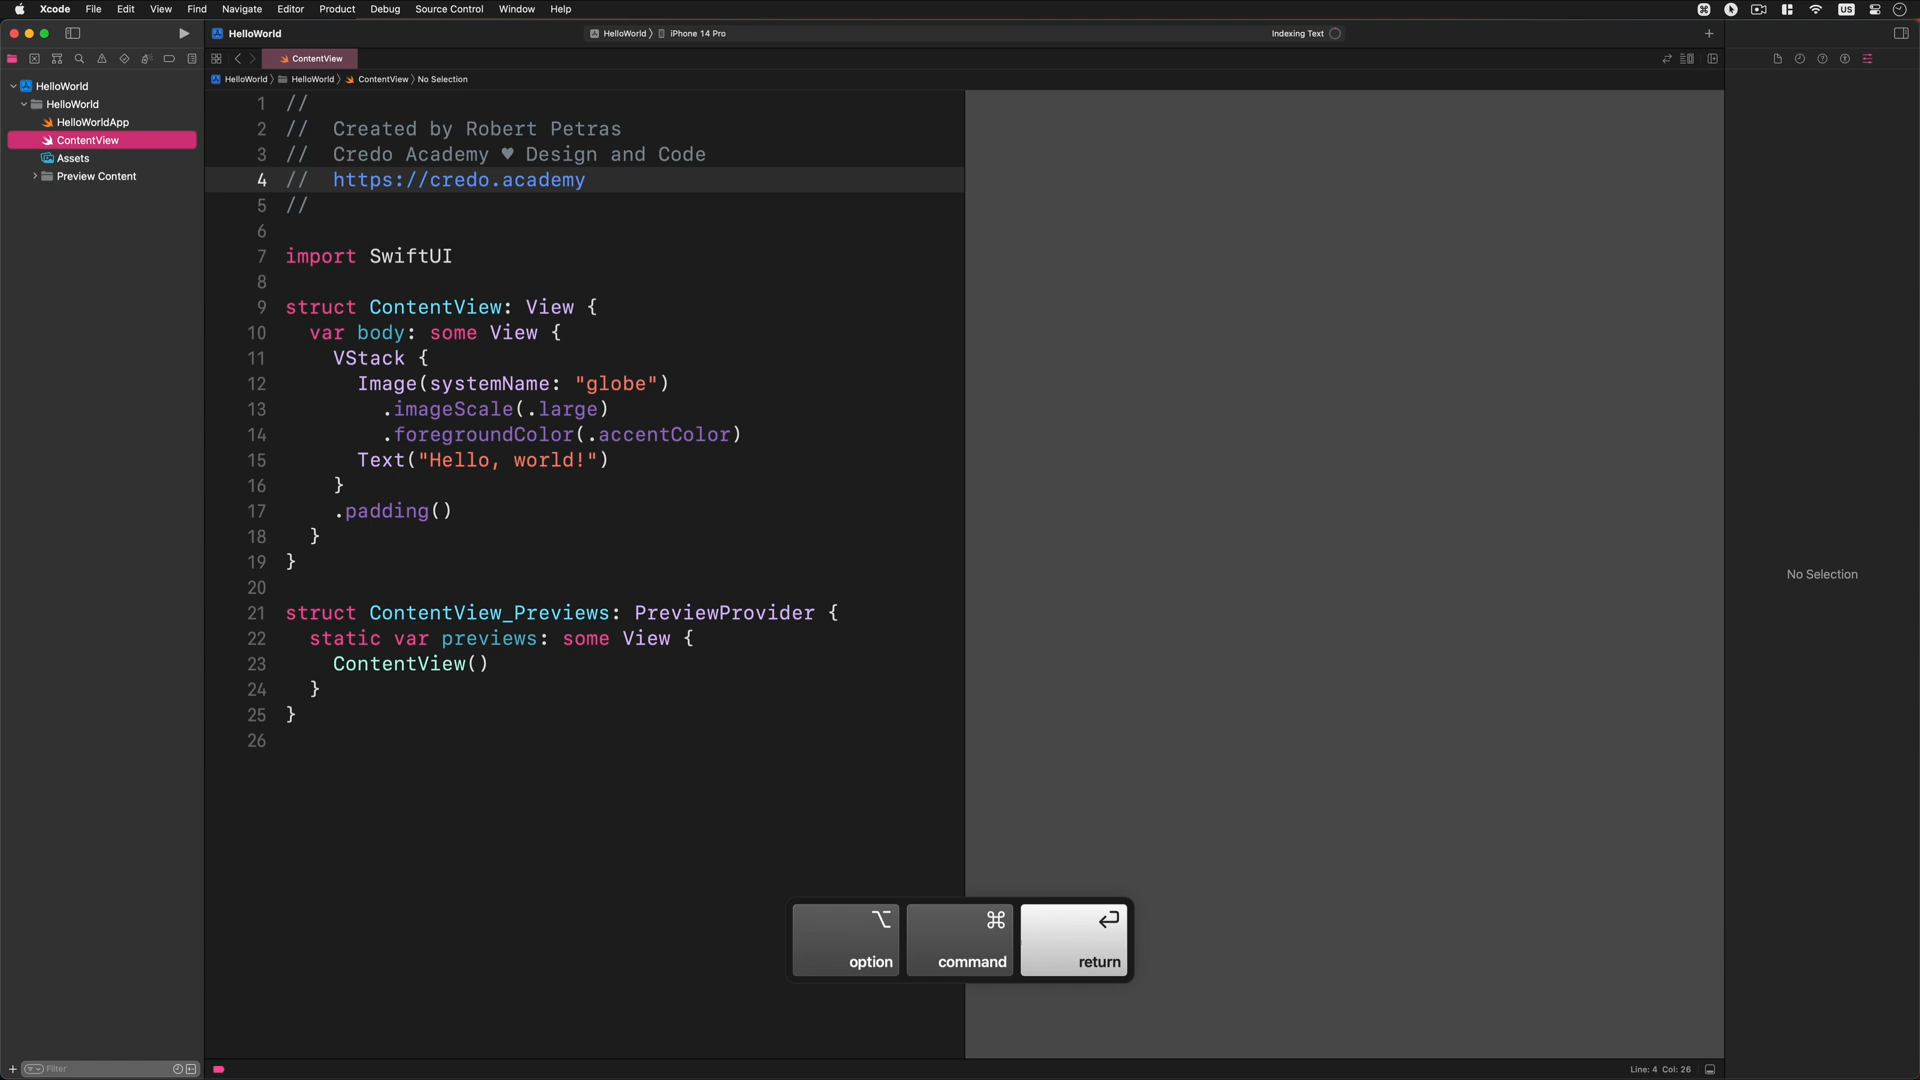 Xcode File Edit View Find Navigate Editor Product Debug Source Control Window Help US
HelloWorld
HelloWorld iPhone 14 Pro
Indexing Text
ContentView
HelloWorld HelloWorld ContentView No Selection
HelloWorld
HelloWorld
HelloWorldApp
ContentView
Assets
Preview Content
1 //
2 //  Created by Robert Petras
3 //  Credo Academy ♥ Design and Code
4 //  https://credo.academy
5 //
6
7 import SwiftUI
8
9 struct ContentView: View {
10   var body: some View {
11     VStack {
12       Image(systemName: "globe")
13         .imageScale(.large)
14         .foregroundColor(.accentColor)
15       Text("Hello, world!")
16     }
17     .padding()
18   }
19 }
20
21 struct ContentView_Previews: PreviewProvider {
22   static var previews: some View {
23     ContentView()
24   }
25 }
26
No Selection
⌥ ⌘ ↩
option command return
Filter
Line: 4 Col: 26